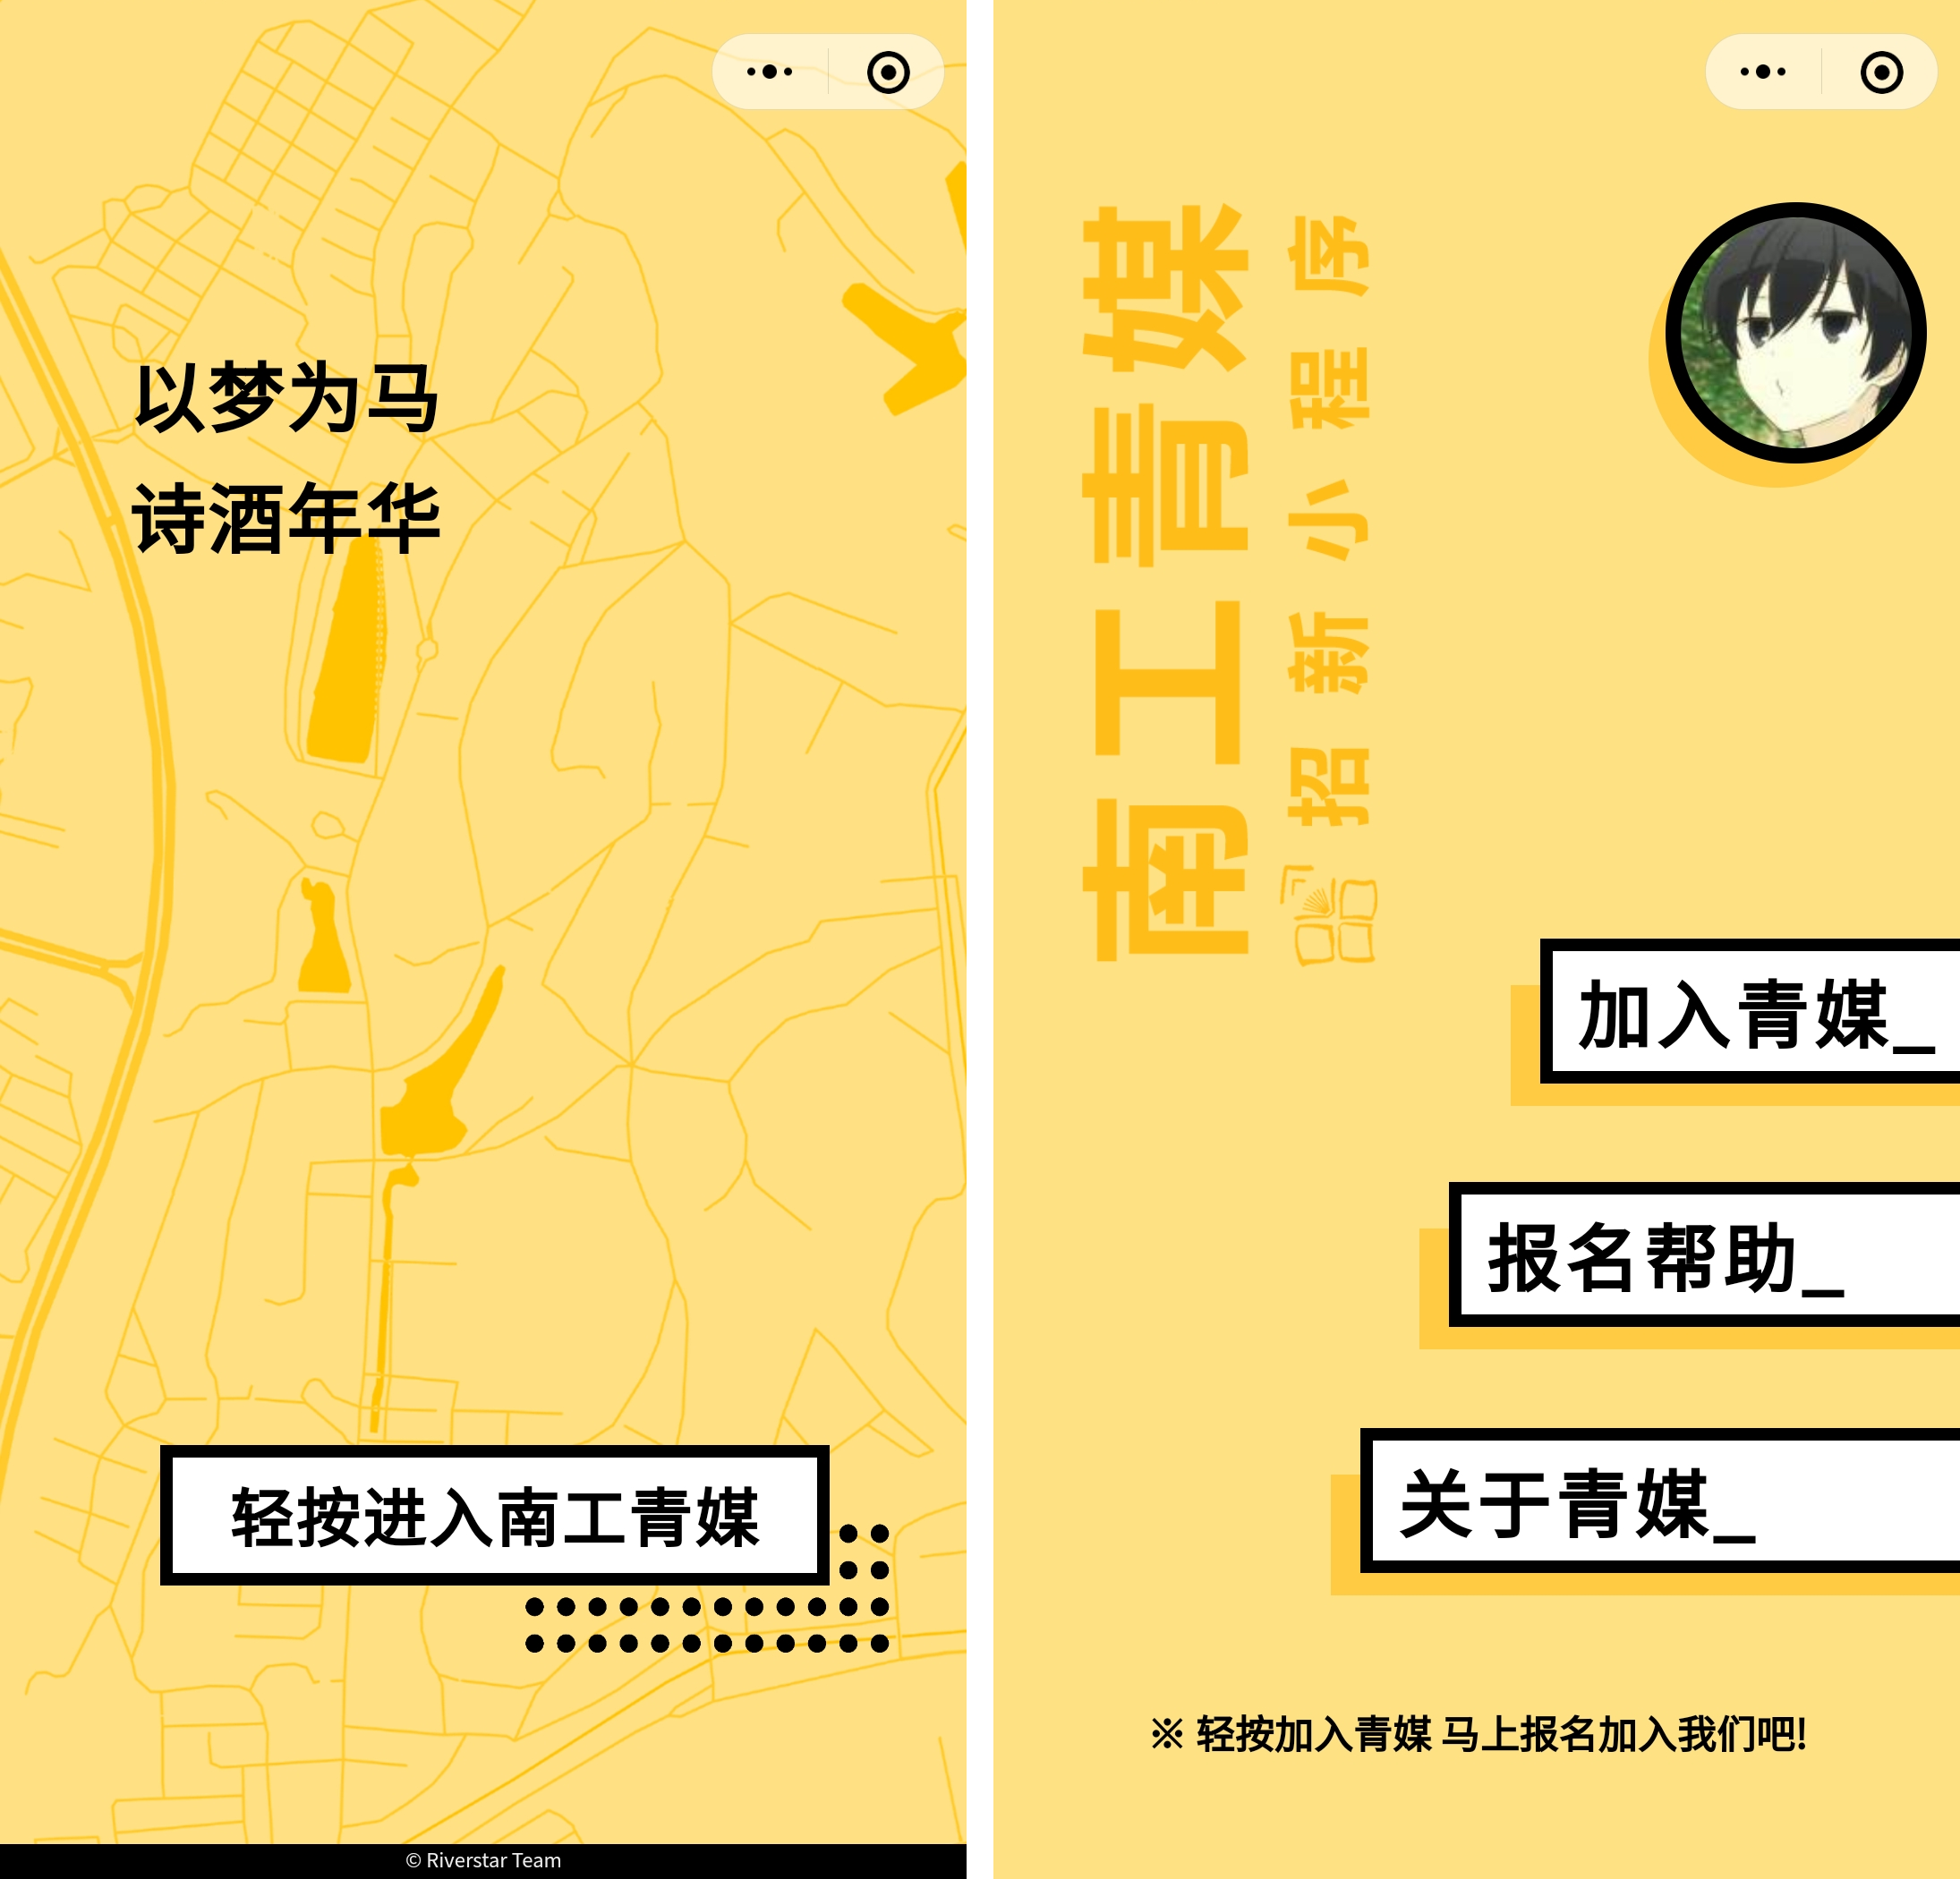 以梦为马
诗酒年华
轻按进入南工青媒
© Riverstar Team
南工青媒
招新小程序
加入青媒_
报名帮助_
关于青媒_
※ 轻按加入青媒 马上报名加入我们吧!